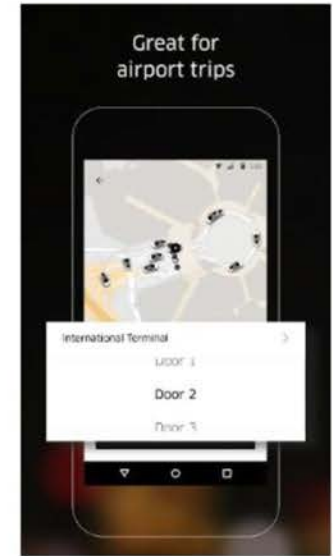 Great for
airport trips
International Terminal
Door 1
Door 2
Door 3